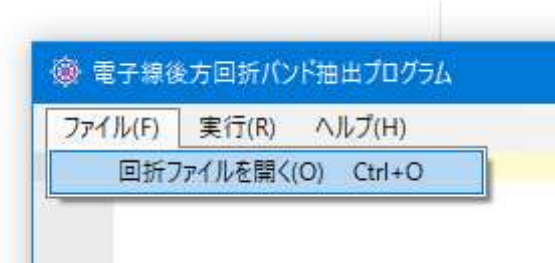 電子線後方回折バンド抽出プログラム
ファイル(F) 実行(R) ヘルプ(H)
回折ファイルを開く(O) Ctrl+O